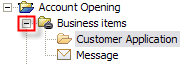 Account Opening
Business items
Customer Application
Message